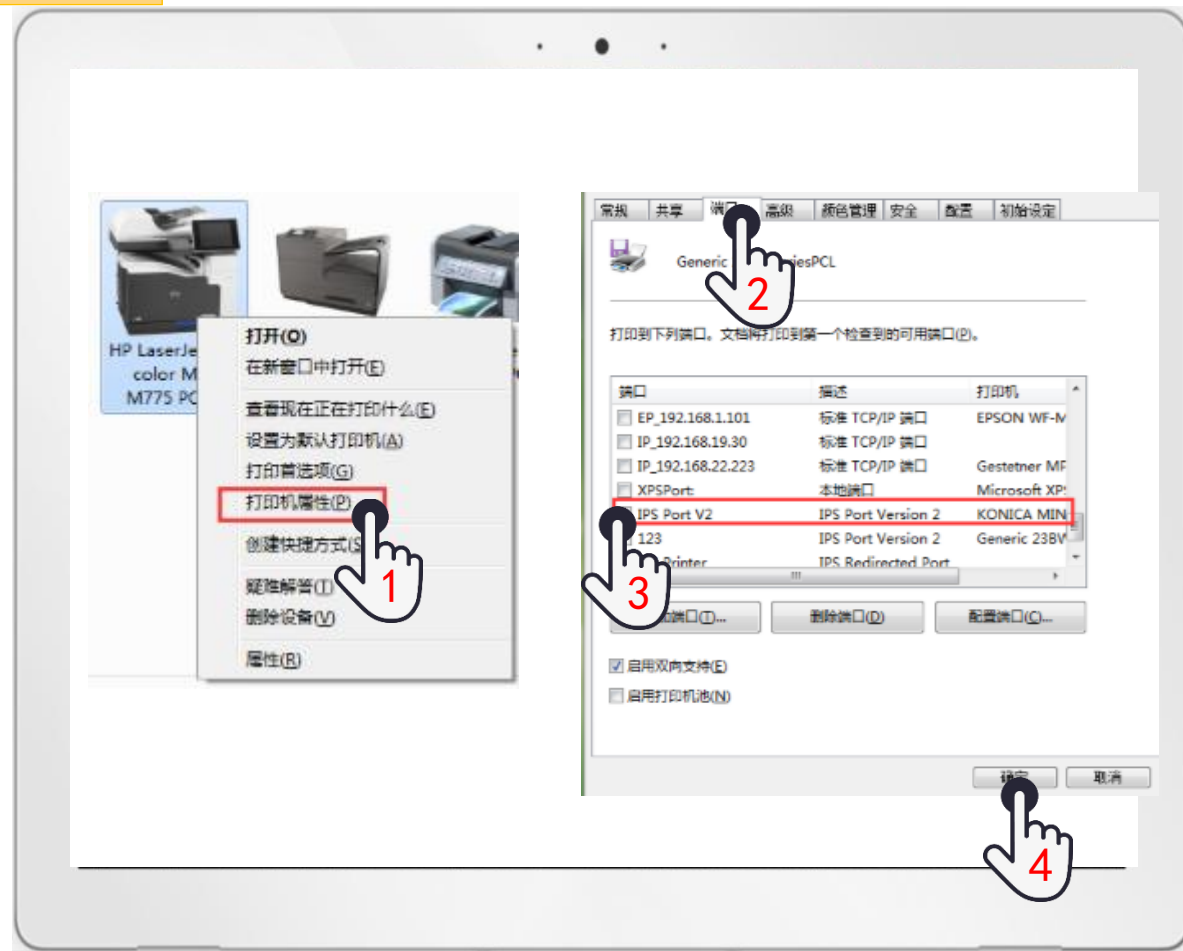 HP LaserJe
color M
M775 PC
打开(O)
在新窗口中打开(E)
查看现在正在打印什么(E)
设置为默认打印机(A)
打印首选项(G)
打印机属性(P)
创建快捷方式(S
疑难解答(T)
删除设备(V)
属性(R)
1
常规 共享 端 高级 颜色管理 安全 配置 初始设定
Generic iesPCL
2
打印到下列端口。文档将打印到第一个检查到的可用端口(P)。
端口 描述 打印机
EP_192.168.1.101 标准 TCP/IP 端口 EPSON WF-M
IP_192.168.19.30 标准 TCP/IP 端口
IP_192.168.22.223 标准 TCP/IP 端口 Gestetner MP
XPSPort: 本地端口 Microsoft XP
IPS Port V2 IPS Port Version 2 KONICA MIN
123 IPS Port Version 2 Generic 23BW
Printer IPS Redirected Port
3
端口(T)... 删除端口(D) 配置端口(C)...
启用双向支持(E)
启用打印机池(N)
确定 取消
4